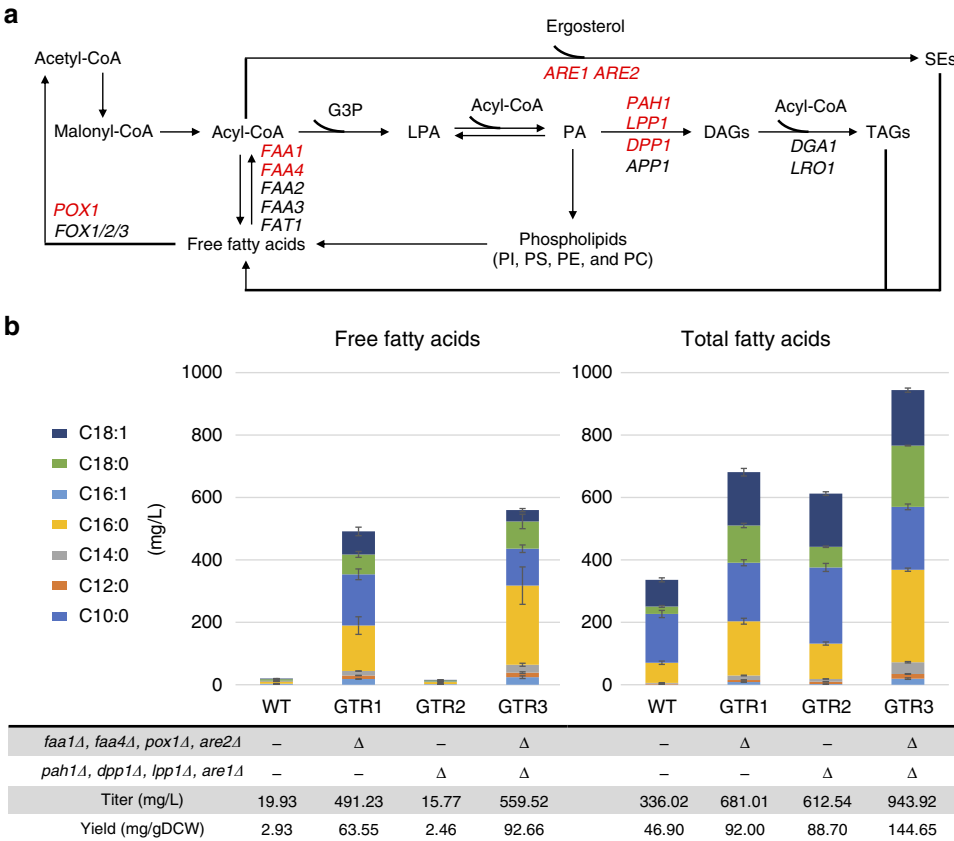 a
Ergosterol
Acetyl-CoA
SEs
ARE1 ARE2
G3P
Acyl-CoA
PAH1
Acyl-CoA
LPP1
Malonyl-CoA
Acyl-CoA
LPA
PA
DAGs
TAGs
FAA1
DPP1
DGA1
FAA4
APP1
LRO1
FAA2
POX1
FAA3
FOX1/2/3
FAT1
Free fatty acids
Phospholipids
(PI, PS, PE, and PC)
b
Free fatty acids
Total fatty acids
C18:1
C18:0
C16:1
C16:0
C14:0
C12:0
C10:0
(mg/L)
1000
800
600
400
200
0
1000
800
600
400
200
0
WT GTR1 GTR2 GTR3 WT GTR1 GTR2 GTR3
faa1Δ, faa4Δ, pox1Δ, are2Δ – Δ – Δ – Δ – Δ
pah1Δ, dpp1Δ, lpp1Δ, are1Δ – – Δ Δ – – Δ Δ
Titer (mg/L) 19.93 491.23 15.77 559.52 336.02 681.01 612.54 943.92
Yield (mg/gDCW) 2.93 63.55 2.46 92.66 46.90 92.00 88.70 144.65